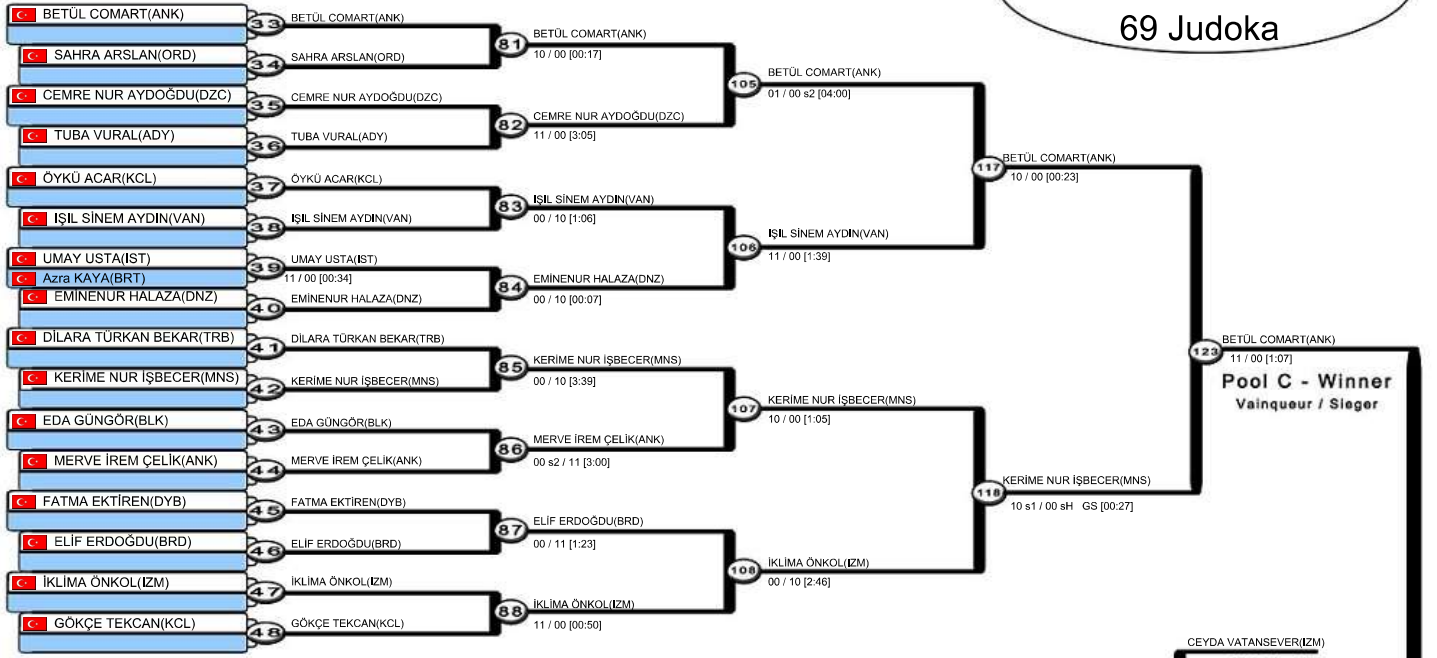 69 Judoka
BETÜL COMART(ANK)
SAHRA ARSLAN(ORD)
CEMRE NUR AYDOĞDU(DZC)
TUBA VURAL(ADY)
ÖYKÜ ACAR(KCL)
IŞIL SİNEM AYDIN(VAN)
UMAY USTA(IST)
Azra KAYA(BRT)
EMİNENUR HALAZA(DNZ)
DİLARA TÜRKAN BEKAR(TRB)
KERİME NUR İŞBECER(MNS)
EDA GÜNGÖR(BLK)
MERVE İREM ÇELİK(ANK)
FATMA EKTİREN(DYB)
ELİF ERDOĞDU(BRD)
İKLİMA ÖNKOL(IZM)
GÖKÇE TEKCAN(KCL)
33 BETÜL COMART(ANK)
34 SAHRA ARSLAN(ORD)
35 CEMRE NUR AYDOĞDU(DZC)
36 TUBA VURAL(ADY)
37 ÖYKÜ ACAR(KCL)
38 IŞIL SİNEM AYDIN(VAN)
39 UMAY USTA(IST)
11 / 00 [00:34]
40 EMİNENUR HALAZA(DNZ)
41 DİLARA TÜRKAN BEKAR(TRB)
42 KERİME NUR İŞBECER(MNS)
43 EDA GÜNGÖR(BLK)
44 MERVE İREM ÇELİK(ANK)
45 FATMA EKTİREN(DYB)
46 ELİF ERDOĞDU(BRD)
47 İKLİMA ÖNKOL(IZM)
48 GÖKÇE TEKCAN(KCL)
81 BETÜL COMART(ANK)
10 / 00 [00:17]
82 CEMRE NUR AYDOĞDU(DZC)
11 / 00 [3:05]
83 IŞIL SİNEM AYDIN(VAN)
00 / 10 [1:06]
84 EMİNENUR HALAZA(DNZ)
00 / 10 [00:07]
85 KERİME NUR İŞBECER(MNS)
00 / 10 [3:39]
86 MERVE İREM ÇELİK(ANK)
00 s2 / 11 [3:00]
87 ELİF ERDOĞDU(BRD)
00 / 11 [1:23]
88 İKLİMA ÖNKOL(IZM)
11 / 00 [00:50]
105 BETÜL COMART(ANK)
01 / 00 s2 [04:00]
106 IŞIL SİNEM AYDIN(VAN)
11 / 00 [1:39]
107 KERİME NUR İŞBECER(MNS)
10 / 00 [1:05]
108 İKLİMA ÖNKOL(IZM)
00 / 10 [2:46]
117 BETÜL COMART(ANK)
10 / 00 [00:23]
118 KERİME NUR İŞBECER(MNS)
10 s1 / 00 sH GS [00:27]
123 BETÜL COMART(ANK)
11 / 00 [1:07]
Pool C - Winner
Vainqueur / Sieger
CEYDA VATANSEVER(IZM)